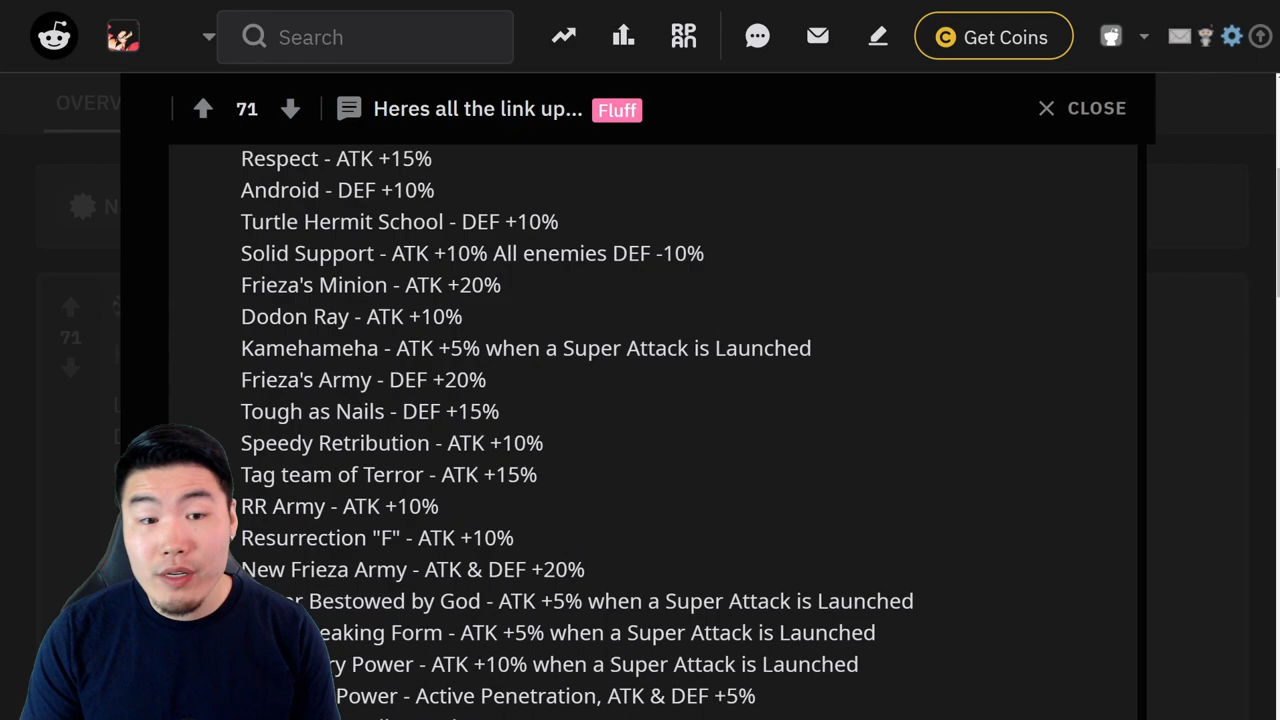 Search
RPAN
Get Coins
OVERV
71
Heres all the link up...
Fluff
CLOSE
N
71
Respect - ATK +15%
Android - DEF +10%
Turtle Hermit School - DEF +10%
Solid Support - ATK +10% All enemies DEF -10%
Frieza's Minion - ATK +20%
Dodon Ray - ATK +10%
Kamehameha - ATK +5% when a Super Attack is Launched
Frieza's Army - DEF +20%
Tough as Nails - DEF +15%
Speedy Retribution - ATK +10%
Tag team of Terror - ATK +15%
RR Army - ATK +10%
Resurrection "F" - ATK +10%
New Frieza Army - ATK & DEF +20%
Bestowed by God - ATK +5% when a Super Attack is Launched
eaking Form - ATK +5% when a Super Attack is Launched
ry Power - ATK +10% when a Super Attack is Launched
Power - Active Penetration, ATK & DEF +5%